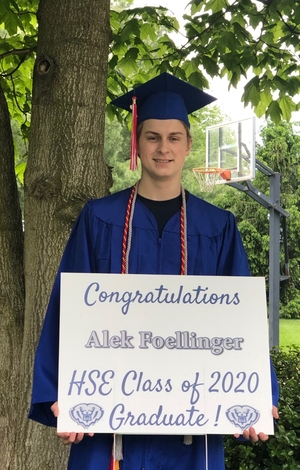 Congratulations
Alek Foellinger
HSE Class of 2020
Graduate !